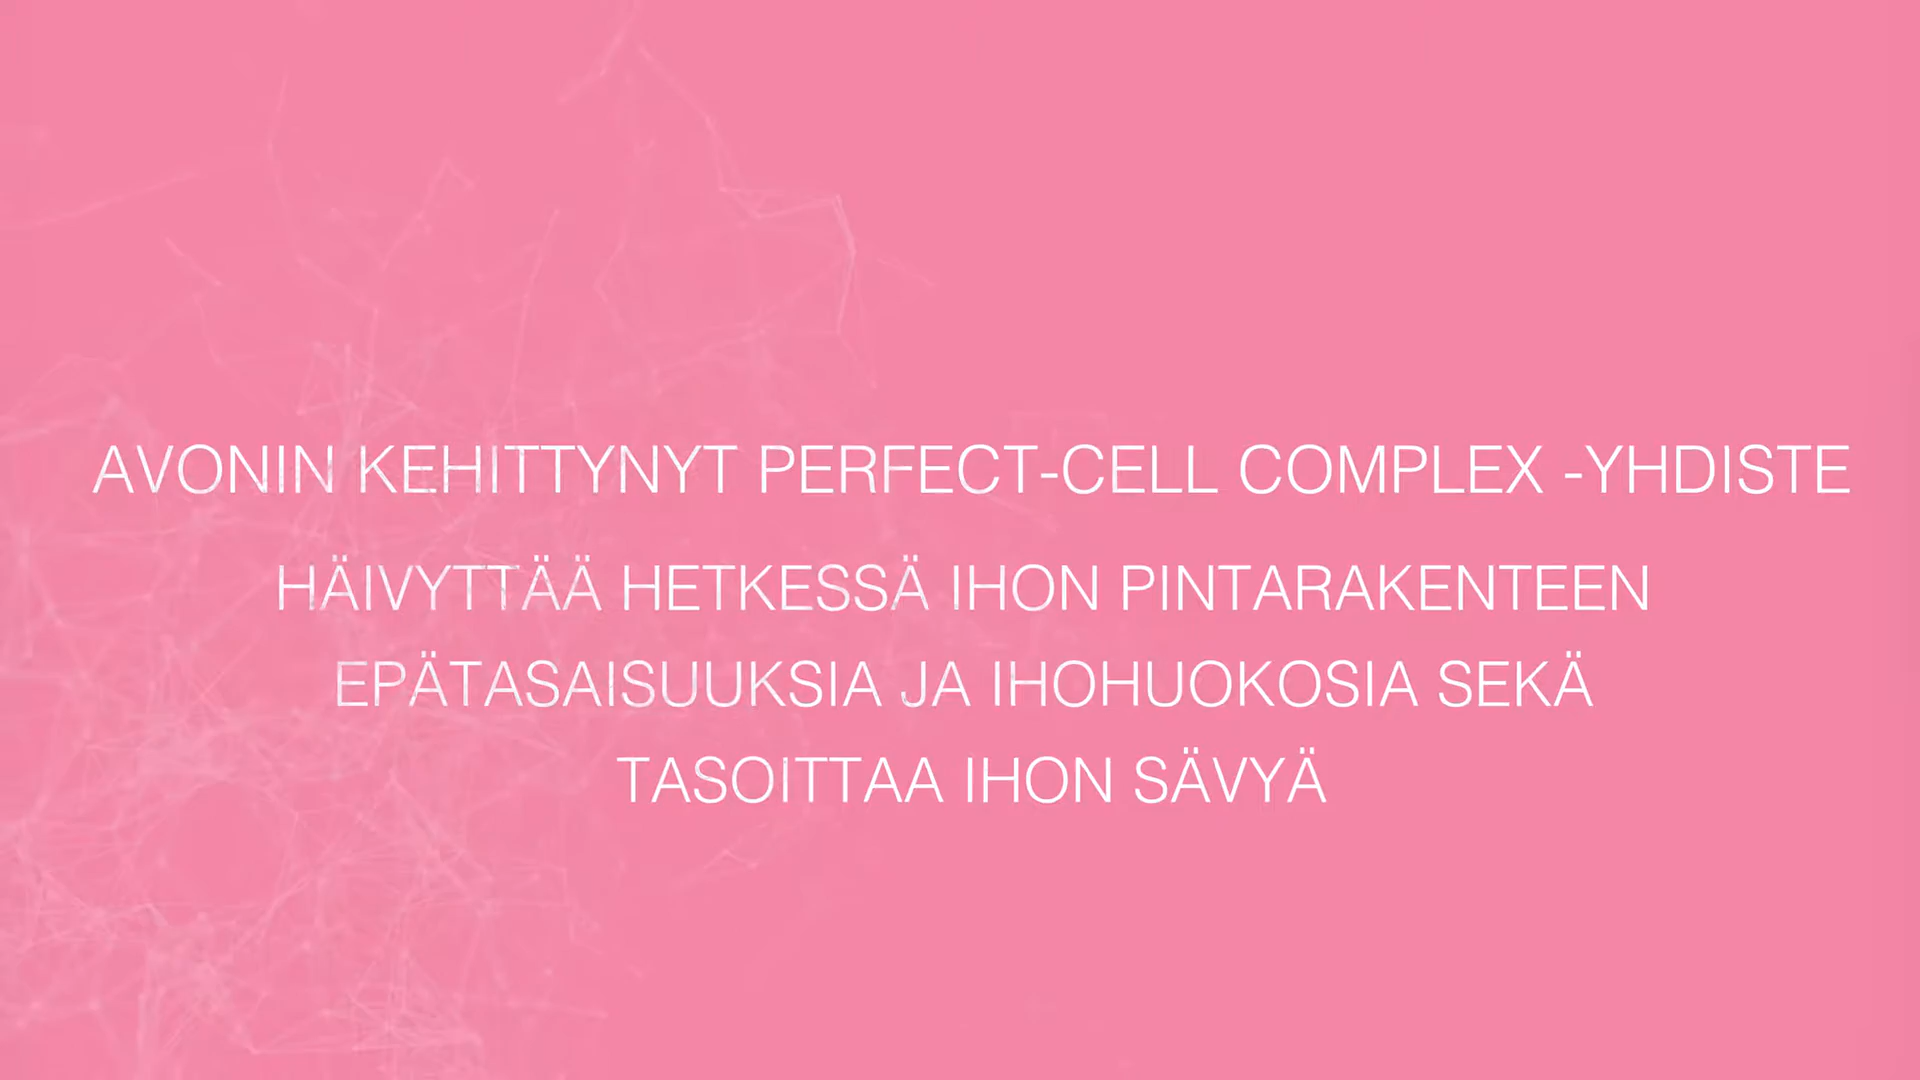 AVONIN KEHITTYNYT PERFECT-CELL COMPLEX -YHDISTE
HÄIVYTTÄÄ HETKESSÄ IHON PINTARAKENTEEN
EPÄTASAISUUKSIA JA IHOHUOKOSIA SEKÄ
TASOITTAA IHON SÄVYÄ